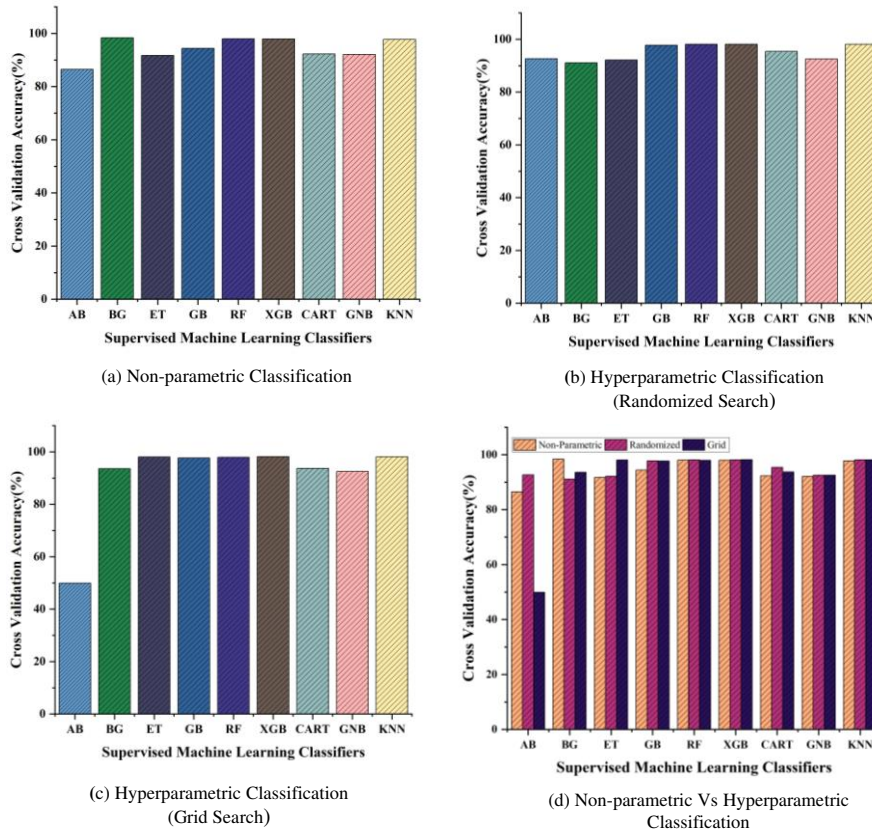 Cross Validation Accuracy(%)
100
80
60
40
20
0
AB BG ET GB RF XGB CART GNB KNN
Supervised Machine Learning Classifiers
(a) Non-parametric Classification
Cross Validation Accuracy(%)
100
80
60
40
20
0
AB BG ET GB RF XGB CART GNB KNN
Supervised Machine Learning Classifiers
(b) Hyperparametric Classification
(Randomized Search)
Cross Validation Accuracy(%)
100
80
60
40
20
0
AB BG ET GB RF XGB CART GNB KNN
Supervised Machine Learning Classifiers
(c) Hyperparametric Classification
(Grid Search)
Non-Parametric Randomized Grid
Cross Validation Accuracy(%)
100
80
60
40
20
0
AB BG ET GB RF XGB CART GNB KNN
Supervised Machine Learning Classifiers
(d) Non-parametric Vs Hyperparametric
Classification